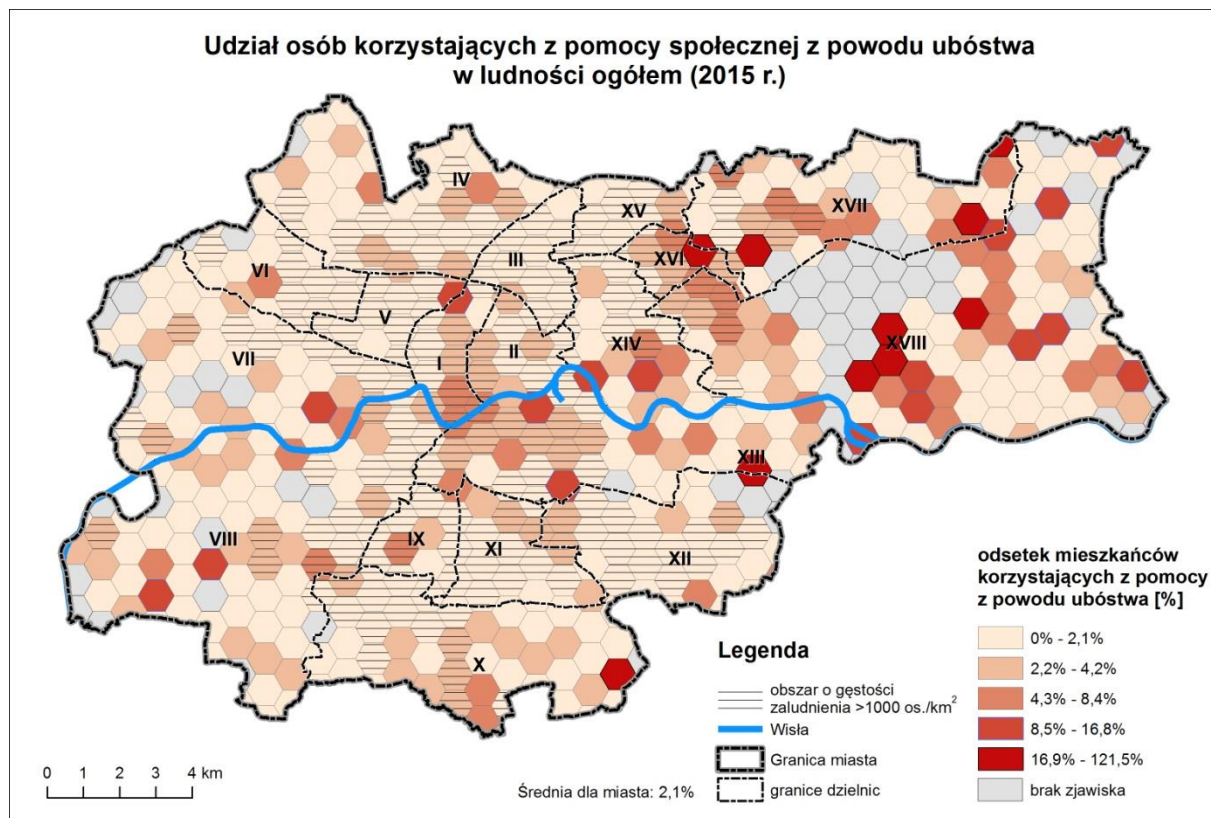 Udział osób korzystających z pomocy społecznej z powodu ubóstwa
w ludności ogółem (2015 r.)
IV
XV
XVII
III
XVI
VI
V
II
XIV
XVIII
VII
I
XIII
VIII
IX
XI
XII
X
odsetek mieszkańców
korzystających z pomocy
z powodu ubóstwa [%]
0% - 2,1%
2,2% - 4,2%
4,3% - 8,4%
8,5% - 16,8%
16,9% - 121,5%
brak zjawiska
Legenda
obszar o gęstości
zaludnienia >1000 os./km²
Wisła
Granica miasta
granice dzielnic
0 1 2 3 4 km
Średnia dla miasta: 2,1%